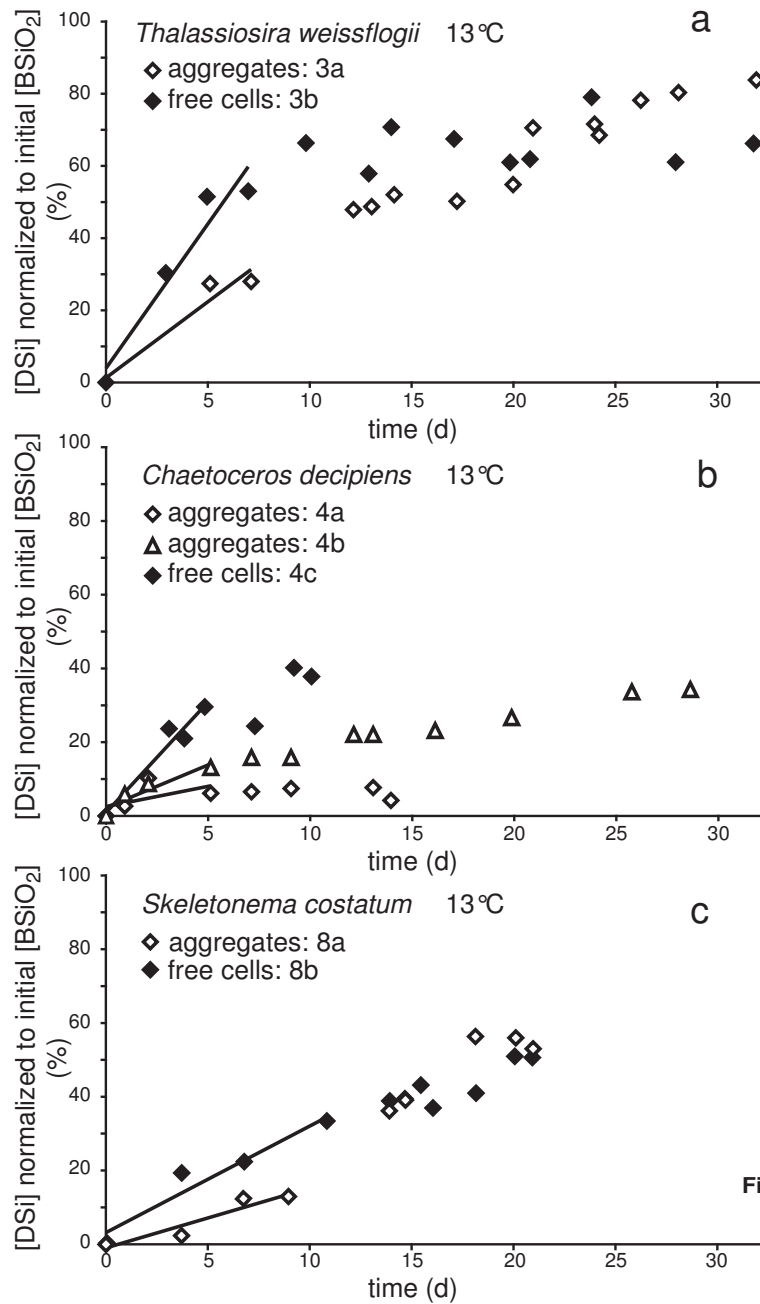 Thalassiosira weissflogii 13°C
a
aggregates: 3a
free cells: 3b
[DSi] normalized to initial [BSiO2]
(%)
100
80
60
40
20
0
0 5 10 15 20 25 30
time (d)
Chaetoceros decipiens 13°C
b
aggregates: 4a
aggregates: 4b
free cells: 4c
[DSi] normalized to initial [BSiO2]
(%)
100
80
60
40
20
0
0 5 10 15 20 25 30
time (d)
Skeletonema costatum 13°C
c
aggregates: 8a
free cells: 8b
[DSi] normalized to initial [BSiO2]
(%)
100
80
60
40
20
0
0 5 10 15 20 25 30
time (d)
Fi